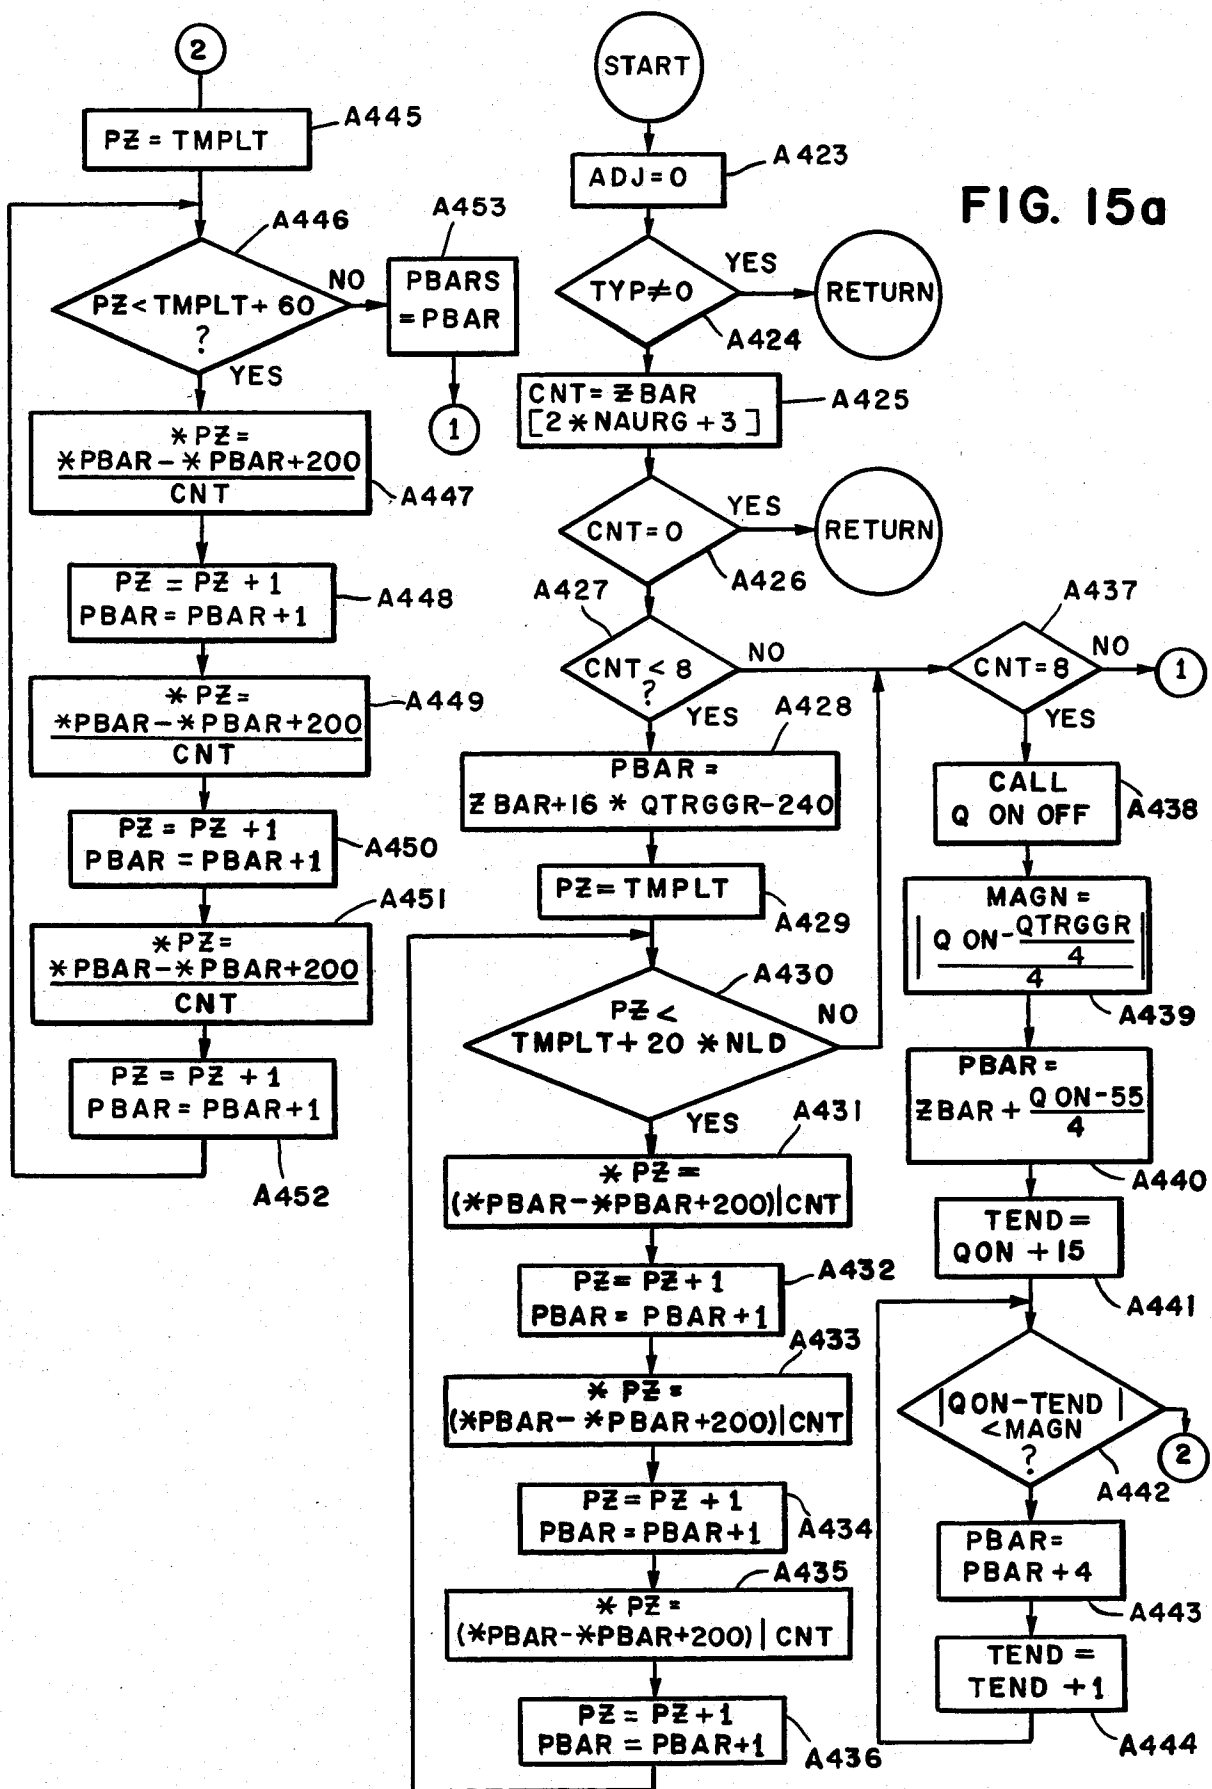 FIG. 15a
2
PZ = TMPLT
A445
PZ < TMPLT + 60
?
A446
NO
YES
A453
PBARS
= PBAR
1
* PZ =
*PBAR - * PBAR + 200
CNT
A447
PZ = PZ + 1
PBAR = PBAR + 1
A448
* PZ =
*PBAR - * PBAR + 200
CNT
A449
PZ = PZ + 1
PBAR = PBAR + 1
A450
A451
* PZ =
*PBAR - * PBAR + 200
CNT
PZ = PZ + 1
PBAR = PBAR + 1
A452
START
ADJ = 0
A423
TYP ≠ 0
YES
RETURN
A424
CNT = ZBAR
[2 * NAURG + 3]
A425
CNT = 0
YES
RETURN
A426
A427
CNT < 8
?
NO
YES
A428
PBAR =
ZBAR + 16 * QTRGGR - 240
PZ = TMPLT
A429
A430
PZ <
TMPLT + 20 * NLD
NO
YES
A431
* PZ =
(*PBAR - *PBAR + 200) | CNT
PZ = PZ + 1
PBAR = PBAR + 1
A432
A433
* PZ =
(*PBAR - *PBAR + 200) | CNT
PZ = PZ + 1
PBAR = PBAR + 1
A434
A435
* PZ =
(*PBAR - *PBAR + 200) | CNT
PZ = PZ + 1
PBAR = PBAR + 1
A436
A437
CNT = 8
NO
1
YES
CALL
Q ON OFF
A438
MAGN =
| Q ON - QTRGGR |
4
4
A439
PBAR =
ZBAR + Q ON - 55
4
A440
TEND =
QON + 15
A441
|QON - TEND|
< MAGN
?
2
A442
PBAR =
PBAR + 4
A443
TEND =
TEND + 1
A444